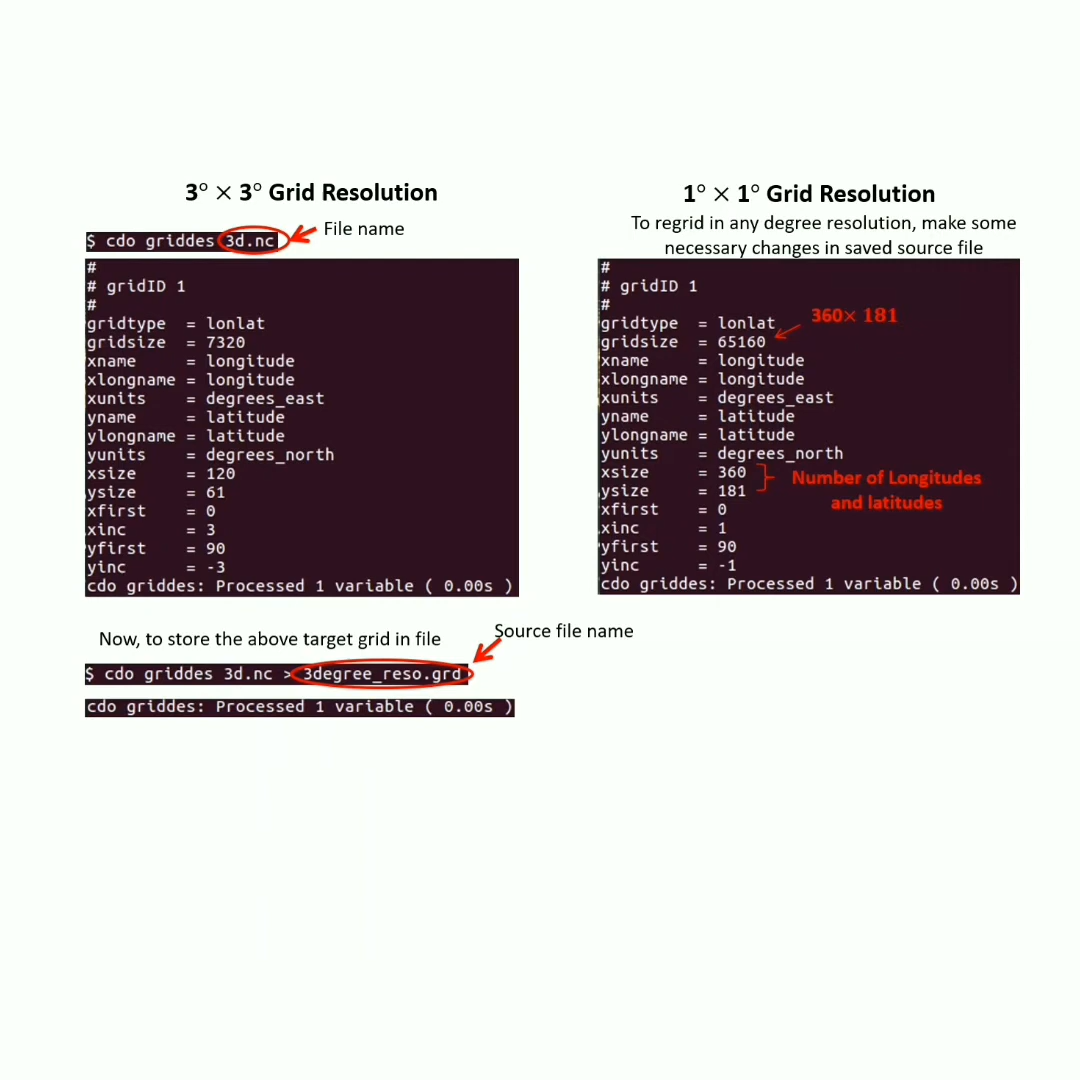 3° × 3° Grid Resolution
$ cdo griddes 3d.nc
File name
#
# gridID 1
#
gridtype = lonlat
gridsize = 7320
xname = longitude
xlongname = longitude
xunits = degrees_east
yname = latitude
ylongname = latitude
yunits = degrees_north
xsize = 120
ysize = 61
xfirst = 0
xinc = 3
yfirst = 90
yinc = -3
cdo griddes: Processed 1 variable ( 0.00s )
Now, to store the above target grid in file
Source file name
$ cdo griddes 3d.nc > 3degree_reso.grd
cdo griddes: Processed 1 variable ( 0.00s )
1° × 1° Grid Resolution
To regrid in any degree resolution, make some
necessary changes in saved source file
#
# gridID 1
#
gridtype = lonlat
360× 181
gridsize = 65160
xname = longitude
xlongname = longitude
xunits = degrees_east
yname = latitude
ylongname = latitude
yunits = degrees_north
xsize = 360
ysize = 181
Number of Longitudes
and latitudes
xfirst = 0
xinc = 1
yfirst = 90
yinc = -1
cdo griddes: Processed 1 variable ( 0.00s )